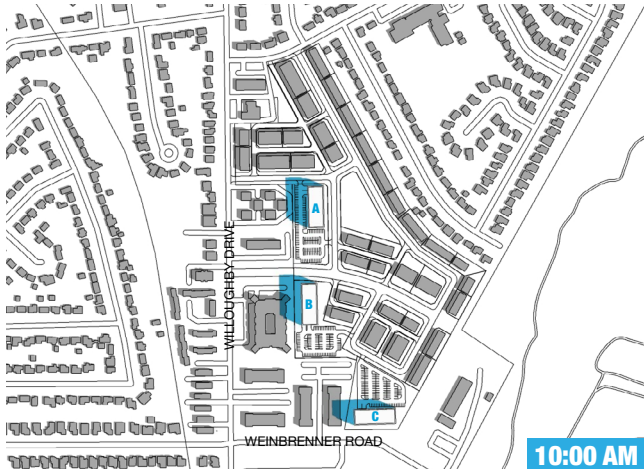 A
WILLOUGHBY DRIVE
B
C
WEINBRENNER ROAD
10:00 AM